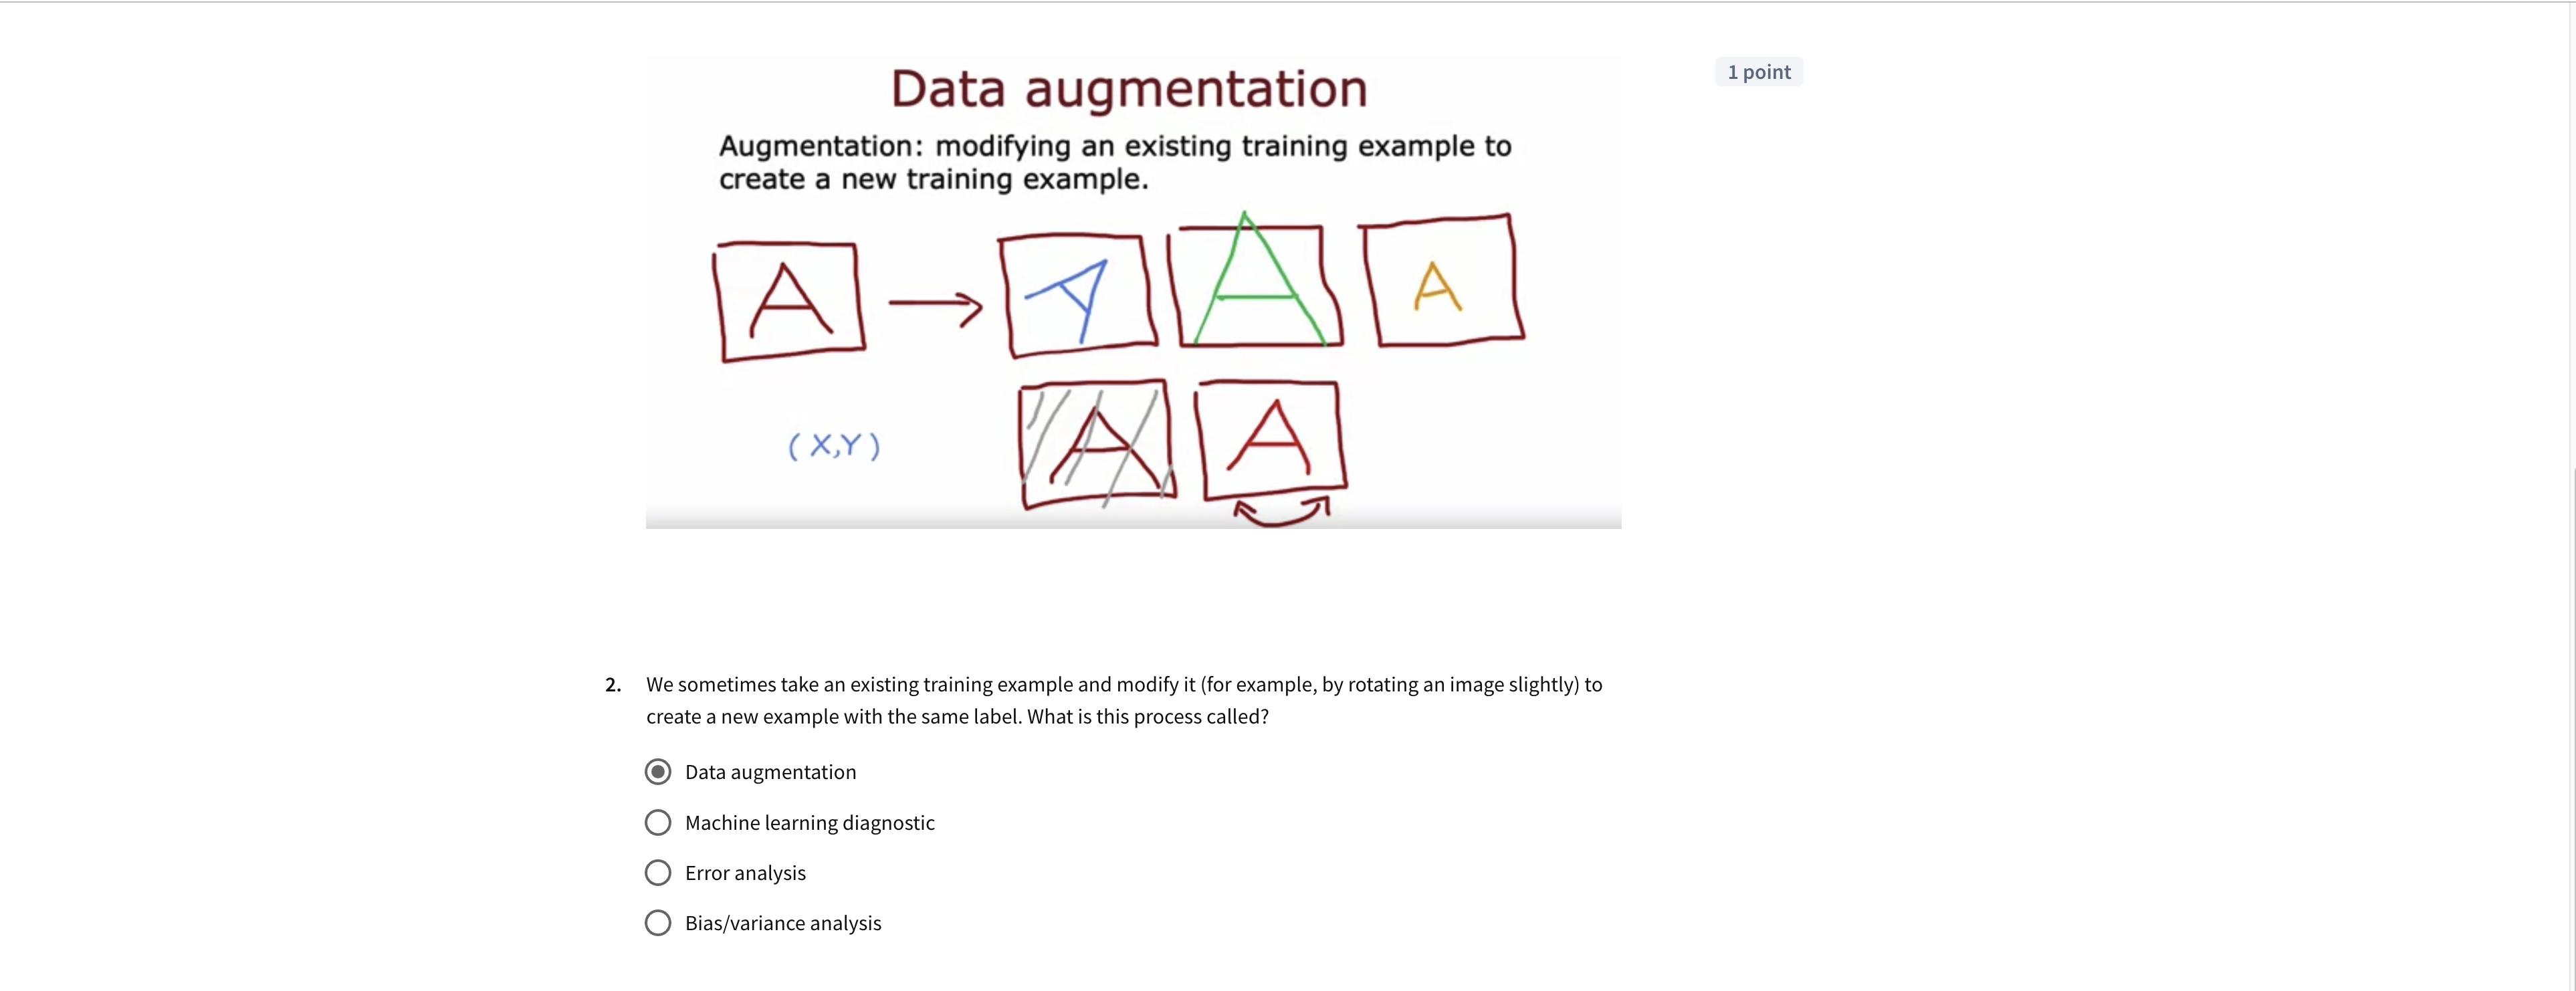 Data augmentation
1 point
Augmentation: modifying an existing training example to
create a new training example.
A
A
A
A
(X,Y)
A
A
2. We sometimes take an existing training example and modify it (for example, by rotating an image slightly) to
create a new example with the same label. What is this process called?
Data augmentation
Machine learning diagnostic
Error analysis
Bias/variance analysis